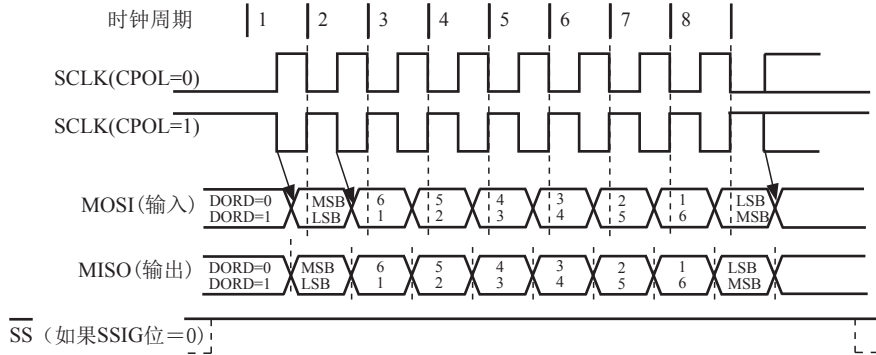 时钟周期 1 2 3 4 5 6 7 8
SCLK(CPOL=0)
SCLK(CPOL=1)
MOSI(输入) DORD=0 MSB 6 5 4 3 2 1 LSB
DORD=1 LSB 1 2 3 4 5 6 MSB
MISO(输出) DORD=0 MSB 6 5 4 3 2 1 LSB
DORD=1 LSB 1 2 3 4 5 6 MSB
SS(如果SSIG位=0)